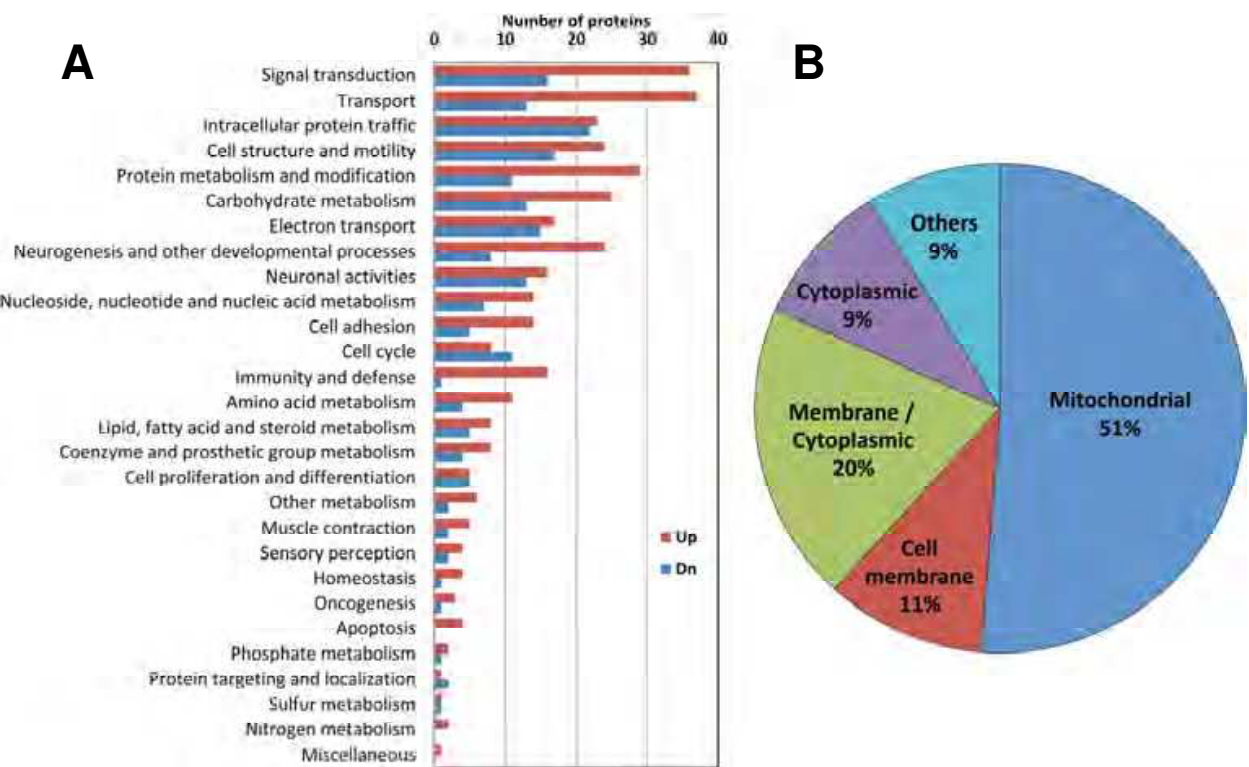 A
Number of proteins
0 10 20 30 40
Signal transduction
Transport
Intracellular protein traffic
Cell structure and motility
Protein metabolism and modification
Carbohydrate metabolism
Electron transport
Neurogenesis and other developmental processes
Neuronal activities
Nucleoside, nucleotide and nucleic acid metabolism
Cell adhesion
Cell cycle
Immunity and defense
Amino acid metabolism
Lipid, fatty acid and steroid metabolism
Coenzyme and prosthetic group metabolism
Cell proliferation and differentiation
Other metabolism
Muscle contraction
Sensory perception
Homeostasis
Oncogenesis
Apoptosis
Phosphate metabolism
Protein targeting and localization
Sulfur metabolism
Nitrogen metabolism
Miscellaneous
Up
Dn
B
Others
9%
Cytoplasmic
9%
Mitochondrial
51%
Membrane /
Cytoplasmic
20%
Cell
membrane
11%